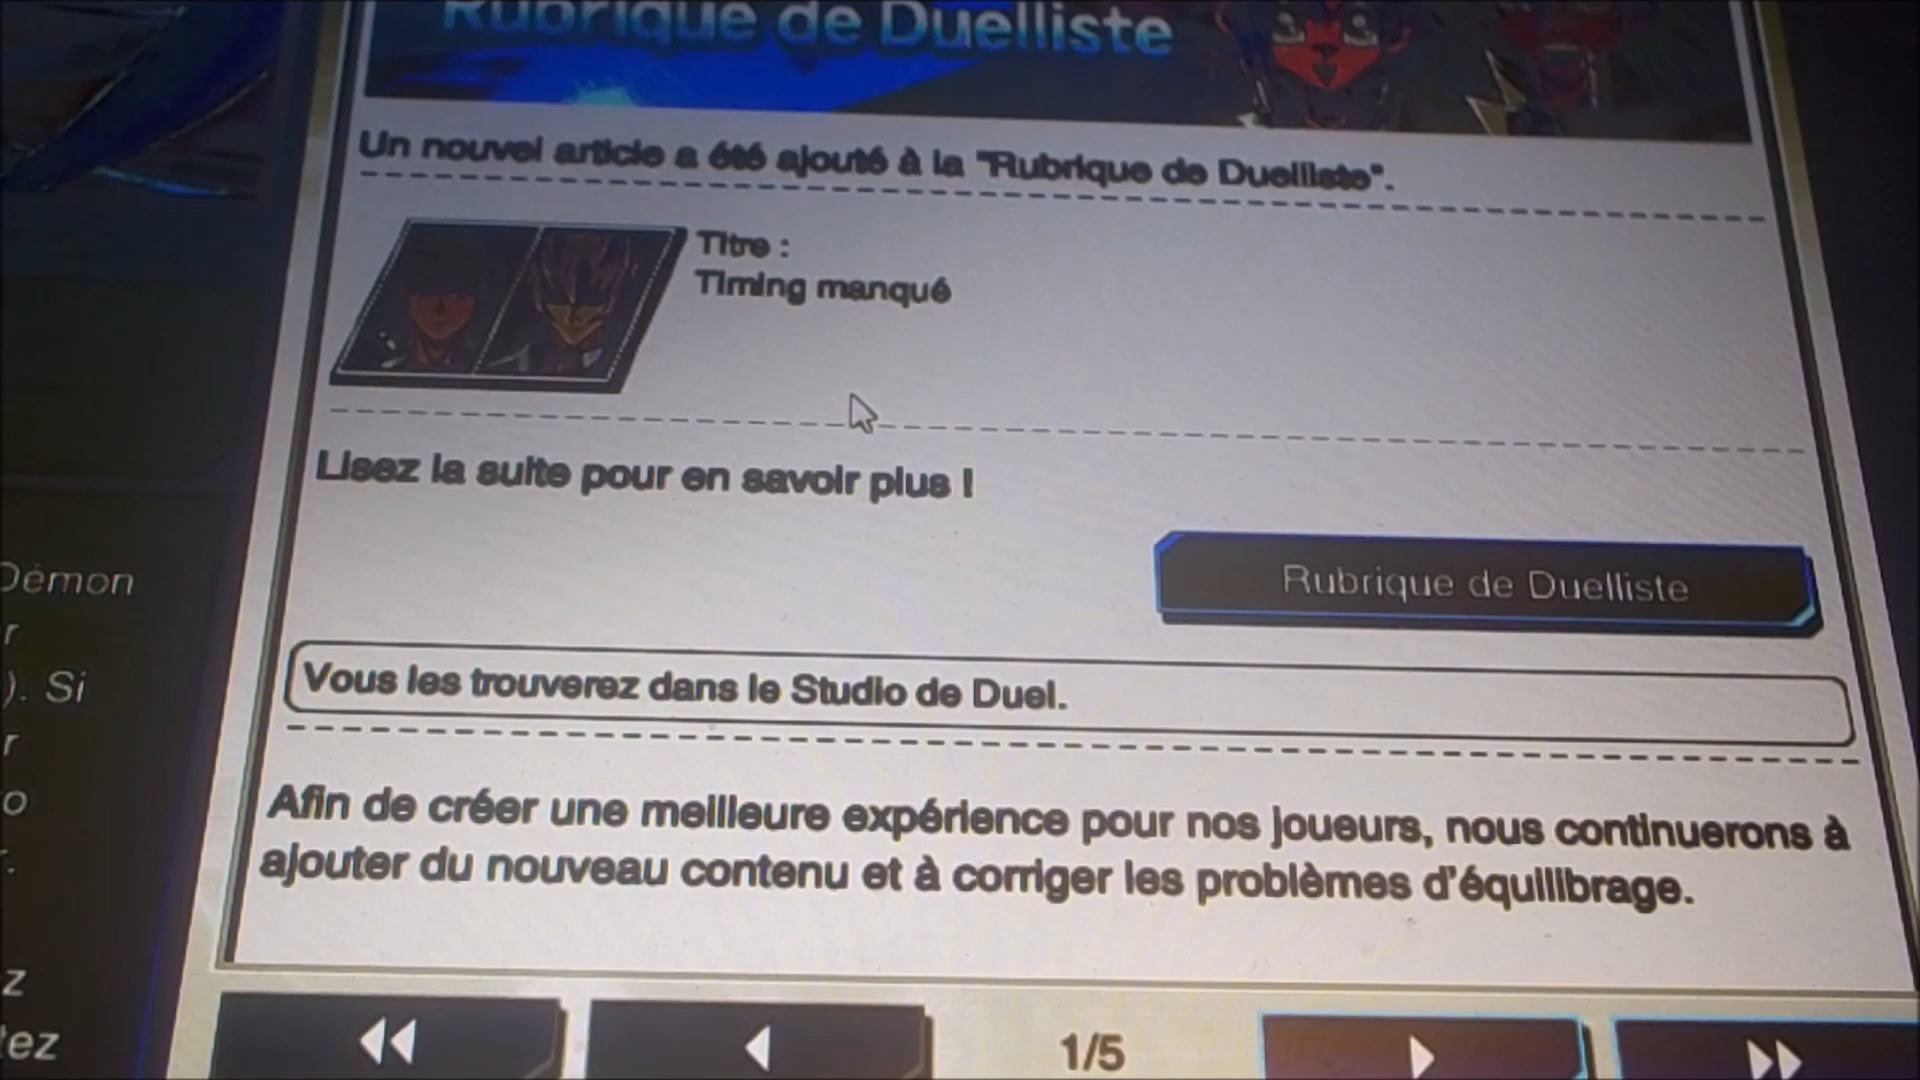 Rubrique de Duelliste
Un nouvel article a été ajouté à la "Rubrique de Duelliste".
Titre :
Timing manqué
Lisez la suite pour en savoir plus !
Rubrique de Duelliste
Démon
r
). Si
r
Vous les trouverez dans le Studio de Duel.
o
Afin de créer une meilleure expérience pour nos joueurs, nous continuerons à
ajouter du nouveau contenu et à corriger les problèmes d'équilibrage.
z
tez
1/5